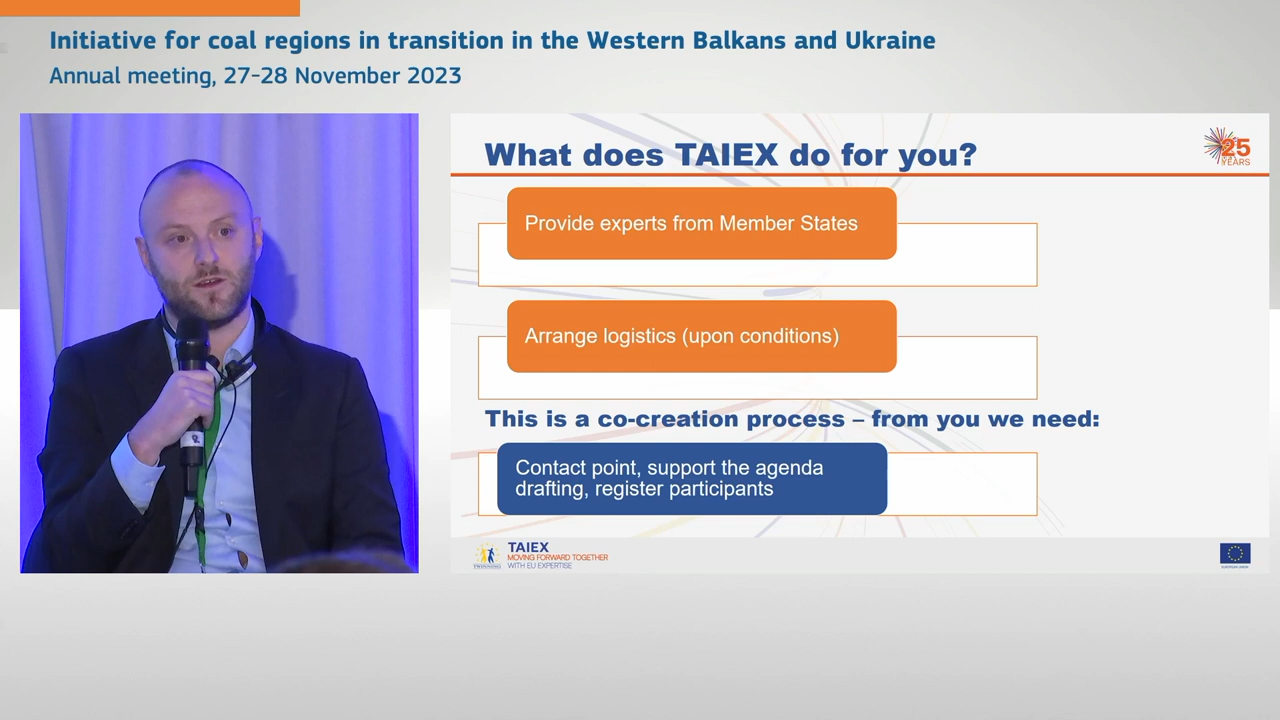 Initiative for coal regions in transition in the Western Balkans and Ukraine
Annual meeting, 27-28 November 2023
What does TAIEX do for you?
25
YEARS
Provide experts from Member States
Arrange logistics (upon conditions)
This is a co-creation process – from you we need:
Contact point, support the agenda
drafting, register participants
TAIEX
MOVING FORWARD TOGETHER
WITH EU EXPERTISE
TWINNING
EUROPEAN UNION